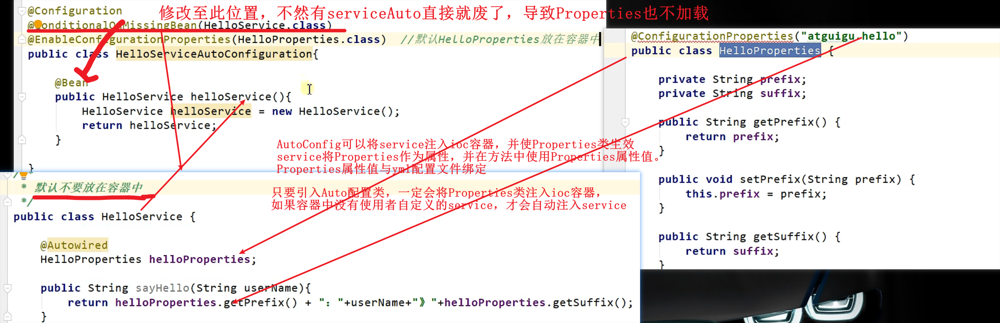 @Configuration
修改至此位置，不然有serviceAuto直接就废了，导致Properties也不加载
@ConditionalOnMissingBean(HelloService.class)
@EnableConfigurationProperties(HelloProperties.class)  //默认HelloProperties放在容器中
public class HelloServiceAutoConfiguration{
@Bean
public HelloService helloService(){
HelloService helloService = new HelloService();
return helloService;
}
}
AutoConfig可以将service注入ioc容器，并使Properties类生效
service将Properties作为属性，并在方法中使用Properties属性值。
Properties属性值与yml配置文件绑定
只要引入Auto配置类，一定会将Properties类注入ioc容器，
如果容器中没有使用者自定义的service，才会自动注入service
* 默认不要放在容器中
*/
public class HelloService {
@Autowired
HelloProperties helloProperties;
public String sayHello(String userName){
return helloProperties.getPrefix() + "："+userName+"》"+helloProperties.getSuffix();
}
@ConfigurationProperties("atguigu.hello")
public class HelloProperties {
private String prefix;
private String suffix;
public String getPrefix() {
return prefix;
}
public void setPrefix(String prefix) {
this.prefix = prefix;
}
public String getSuffix() {
return suffix;
}